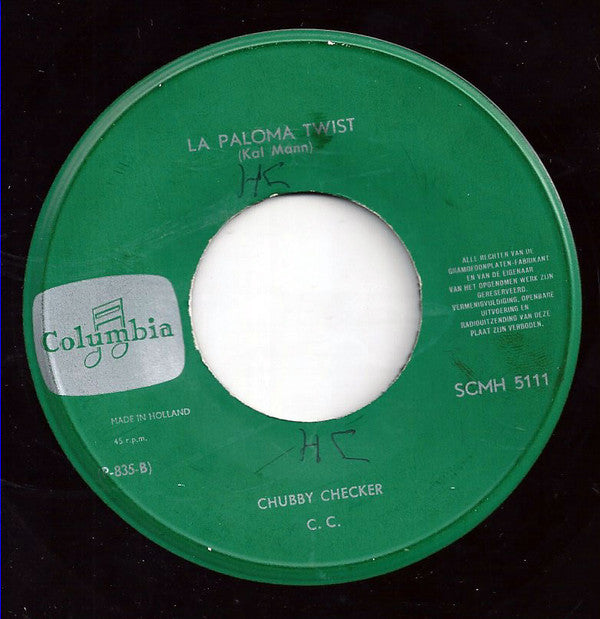 LA PALOMA TWIST
(Kal Mann)
HC
ALLE RECHTEN VAN DE
GRAMOFOONPLATEN-FABRIKANT
EN VAN DE EIGENAAR
VAN HET OPGENOMEN WERK ZIJN
GERESERVEERD.
VERMENIGVULDIGING, OPENBARE
UITVOERING EN
RADIOUITZENDING VAN DEZE
PLAAT ZIJN VERBODEN.
Columbia
SCMH 5111
MADE IN HOLLAND
45 r.p.m.
P-835-B)
HC
CHUBBY CHECKER
C. C.